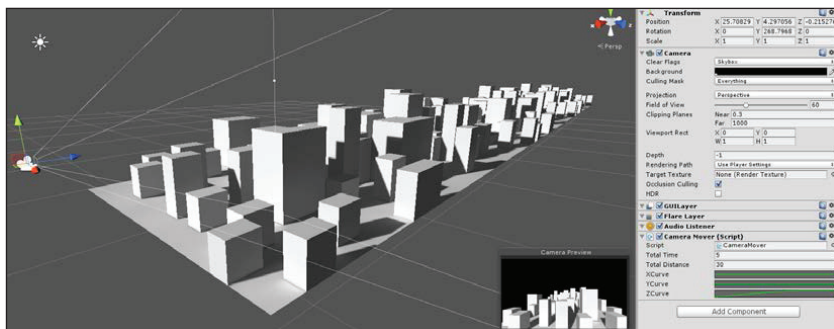 Persp
Camera Preview
Transform
Position X 25.70829 Y 4.297056 Z -0.215276
Rotation X 0 Y 268.7968 Z 0
Scale X 1 Y 1 Z 1
Camera
Clear Flags Skybox
Background
Culling Mask Everything
Projection Perspective
Field of View 60
Clipping Planes Near 0.3
Far 1000
Viewport Rect X 0 Y 0
W 1 H 1
Depth -1
Rendering Path Use Player Settings
Target Texture None (Render Texture)
Occlusion Culling
HDR
GUILayer
Flare Layer
Audio Listener
Camera Mover (Script)
Script CameraMover
Total Time 5
Total Distance 30
XCurve
YCurve
ZCurve
Add Component